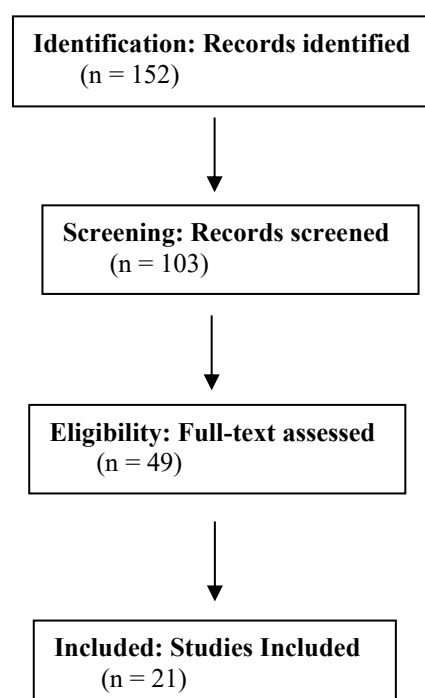 Identification: Records identified
(n = 152)
Screening: Records screened
(n = 103)
Eligibility: Full-text assessed
(n = 49)
Included: Studies Included
(n = 21)